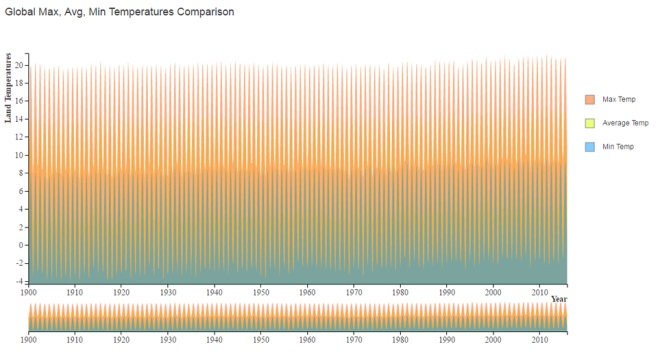 Global Max, Avg, Min Temperatures Comparison
Land Temperatures
20
18
16
14
12
10
8
6
4
2
0
-2
-4
1900 1910 1920 1930 1940 1950 1960 1970 1980 1990 2000 2010
Year
Max Temp
Average Temp
Min Temp
1900 1910 1920 1930 1940 1950 1960 1970 1980 1990 2000 2010